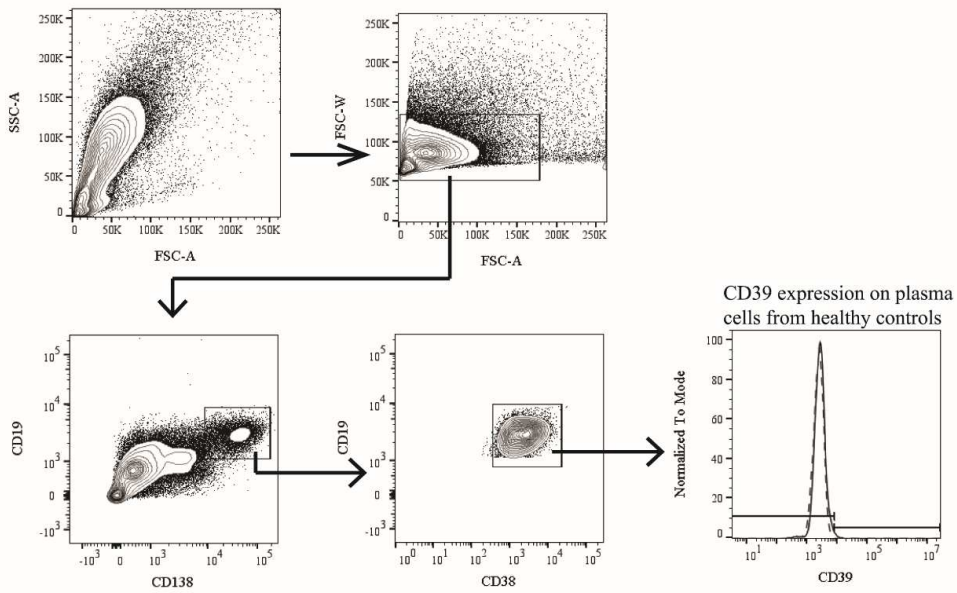 250K
200K
150K
100K
50K
0
SSC-A
0 50K 100K 150K 200K 250K
FSC-A
250K
200K
150K
100K
50K
0
FSC-W
0 50K 100K 150K 200K 250K
FSC-A
10^5
10^4
10^3
0
-10^3
CD19
-10^3 0 10^3 10^4 10^5
CD138
10^5
10^4
10^3
0
-10^3
CD19
-10^3 0 10^2 10^3 10^4 10^5
CD38
CD39 expression on plasma
cells from healthy controls
100
80
60
40
20
0
Normalized To Mode
10^1 10^3 10^5 10^7
CD39